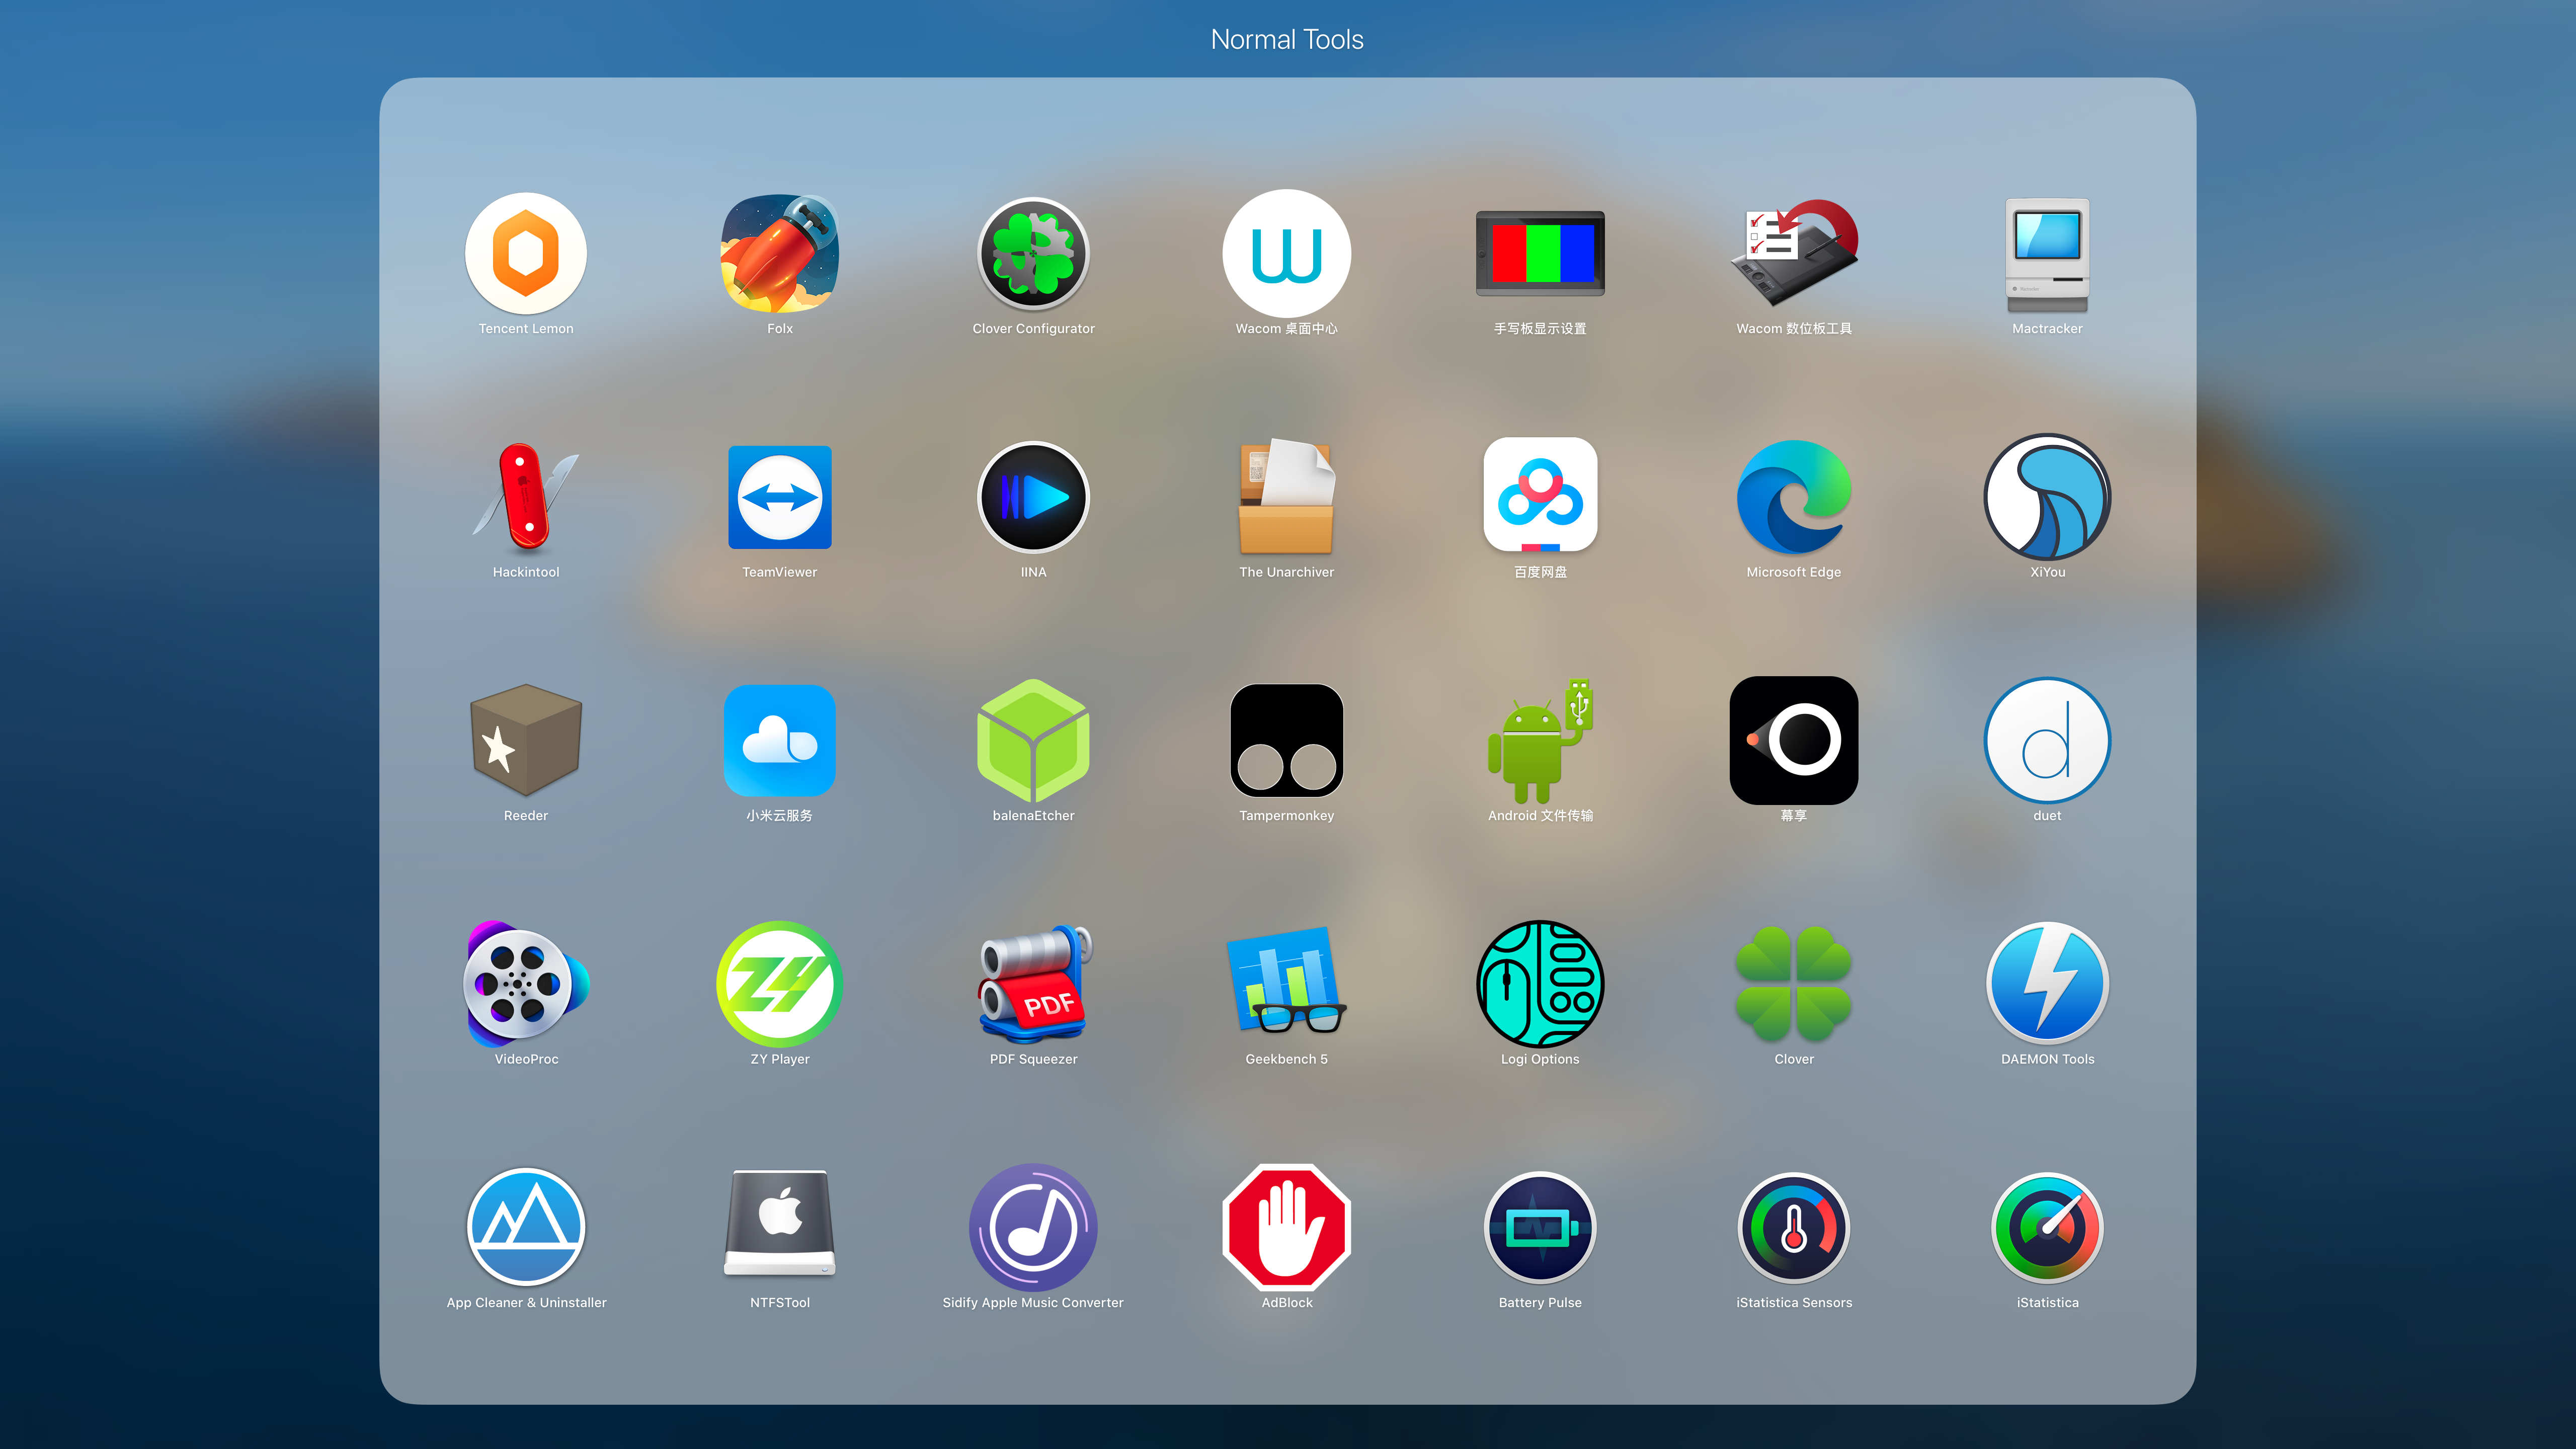 Normal Tools
Tencent Lemon
Folx
Clover Configurator
Wacom 桌面中心
手写板显示设置
Wacom 数位板工具
Mactracker
Hackintool
TeamViewer
IINA
The Unarchiver
百度网盘
Microsoft Edge
XiYou
Reeder
小米云服务
balenaEtcher
Tampermonkey
Android 文件传输
幕享
duet
VideoProc
ZY Player
PDF
PDF Squeezer
Geekbench 5
Logi Options
Clover
DAEMON Tools
App Cleaner & Uninstaller
NTFSTool
Sidify Apple Music Converter
AdBlock
Battery Pulse
iStatistica Sensors
iStatistica